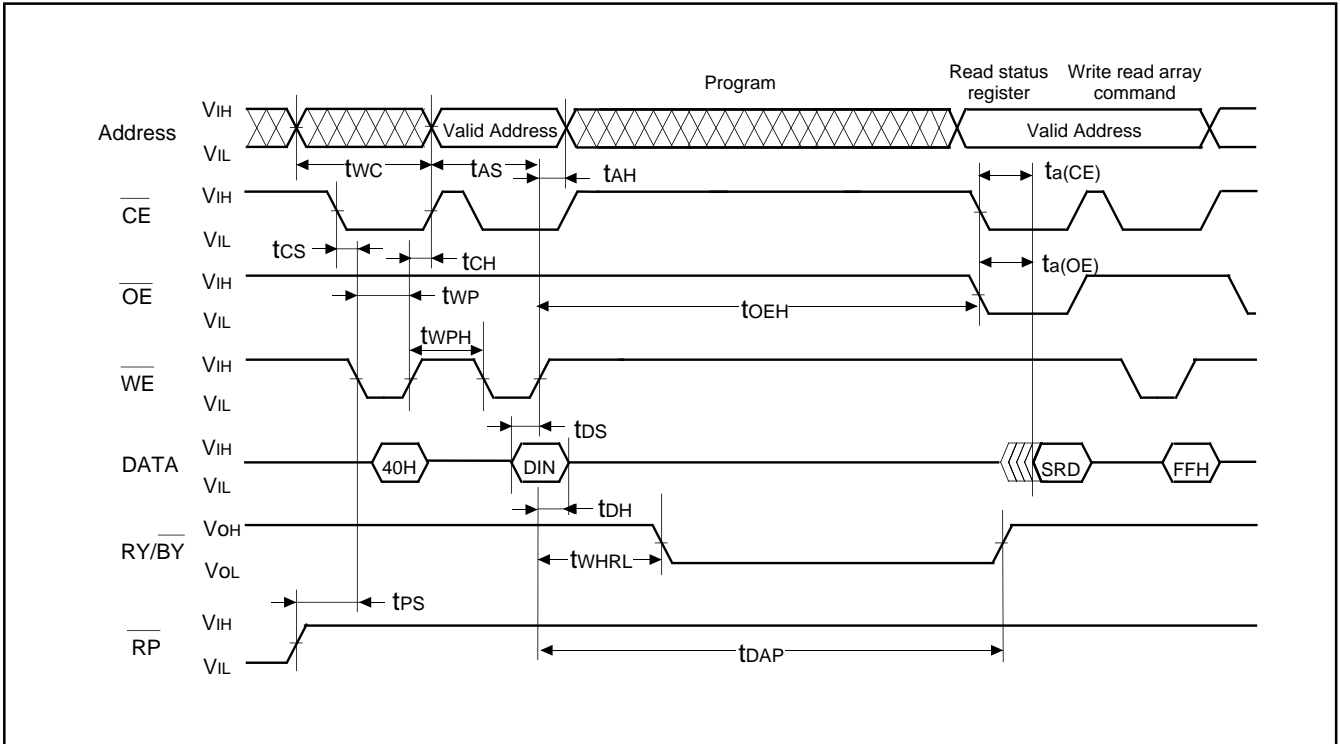 Program
Read status
register
Write read array
command
Address
VIH
VIL
Valid Address
Valid Address
tWC
tAS
tAH
ta(CE)
CE
VIH
VIL
tCS
tCH
ta(OE)
OE
VIH
VIL
tWP
tOEH
tWPH
WE
VIH
VIL
tDS
DATA
VIH
VIL
40H
DIN
SRD
FFH
tDH
RY/BY
VOH
VOL
tWHRL
tPS
RP
VIH
VIL
tDAP